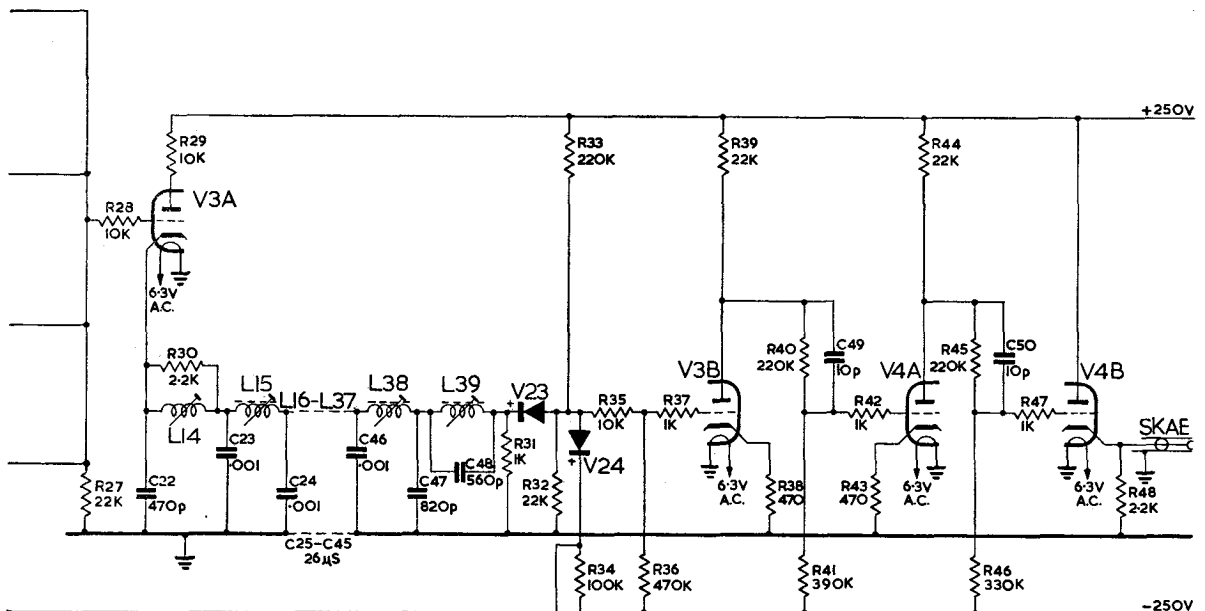 +250V
R29
10K
R33
220K
R39
22K
R44
22K
V3A
R28
10K
6·3V
A.C.
R30
2·2K
L14
L15
L16-L37
L38
L39
V23
V24
R27
22K
C22
470p
C23
·001
C24
·001
C25-C45
26µS
C46
·001
C47
820p
C48
560p
R31
1K
R32
22K
R34
100K
R35
10K
R36
470K
R37
1K
V3B
6·3V
A.C.
R38
470
R40
220K
C49
10p
R41
390K
R42
1K
V4A
R43
470
6·3V
A.C.
R45
220K
C50
10p
R46
330K
R47
1K
V4B
6·3V
A.C.
R48
2·2K
SKAE
-250V